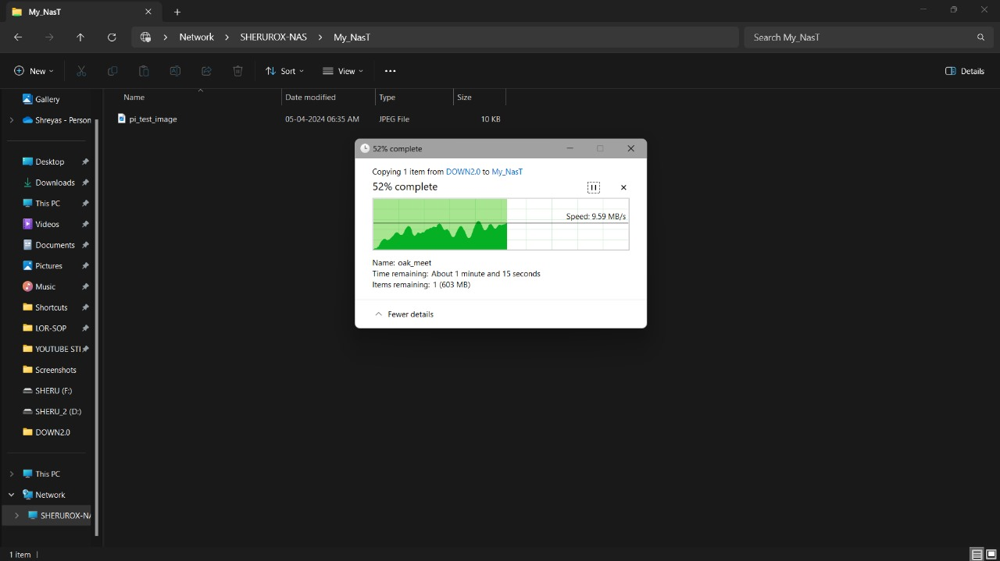 My_NasT
Network > SHERUROX-NAS > My_NasT
Search My_NasT
New
Sort
View
Details
Gallery
Shreyas - Person
Desktop
Downloads
This PC
Videos
Documents
Pictures
Music
Shortcuts
LOR-SOP
YOUTUBE STI
Screenshots
SHERU (F:)
SHERU_2 (D:)
DOWN2.0
This PC
Network
SHERUROX-NA
Name Date modified Type Size
pi_test_image 05-04-2024 06:35 AM JPEG File 10 KB
52% complete
Copying 1 item from DOWN2.0 to My_NasT
52% complete
Speed: 9.59 MB/s
Name: oak_meet
Time remaining: About 1 minute and 15 seconds
Items remaining: 1 (603 MB)
Fewer details
1 item